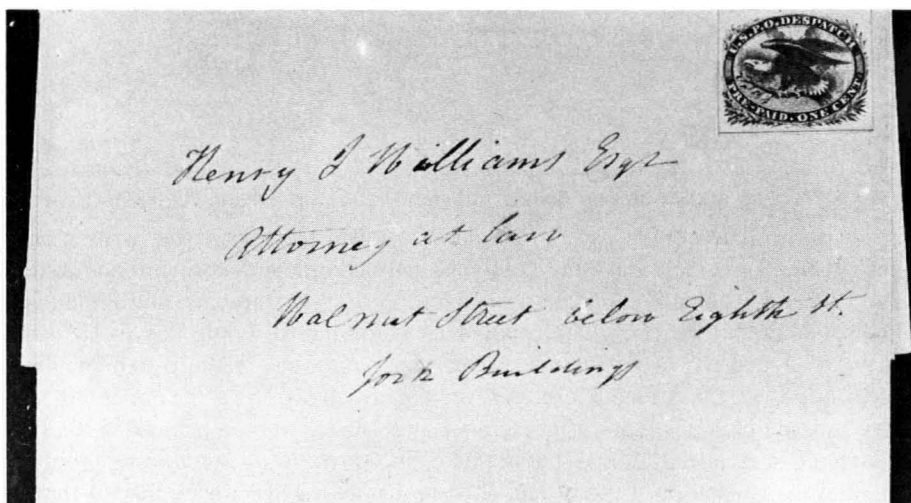 U.S.P.O. DESPATCH
PRE-PAID. ONE CENT.
Henry J Williams Esqr
Attorney at law
Walnut Street below Eighth St.
York Buildings